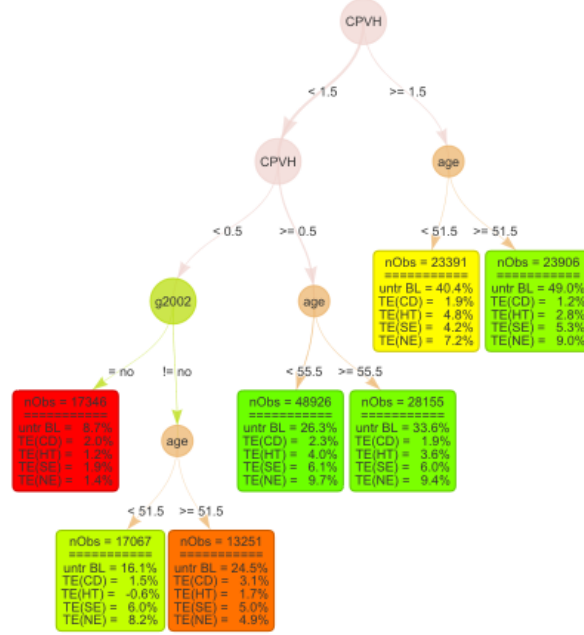 CPVH
< 1.5
>= 1.5
CPVH
age
< 0.5
>= 0.5
< 51.5
>= 51.5
nObs = 23391
===========
untr BL = 40.4%
TE(CD) = 1.9%
TE(HT) = 4.8%
TE(SE) = 4.2%
TE(NE) = 7.2%
nObs = 23906
===========
untr BL = 49.0%
TE(CD) = 1.2%
TE(HT) = 2.8%
TE(SE) = 5.3%
TE(NE) = 9.0%
g2002
age
= no
!= no
< 55.5
>= 55.5
nObs = 17346
===========
untr BL = 8.7%
TE(CD) = 2.0%
TE(HT) = 1.2%
TE(SE) = 1.9%
TE(NE) = 1.4%
age
nObs = 48926
===========
untr BL = 26.3%
TE(CD) = 2.3%
TE(HT) = 4.0%
TE(SE) = 6.1%
TE(NE) = 9.7%
nObs = 28155
===========
untr BL = 33.6%
TE(CD) = 1.9%
TE(HT) = 3.6%
TE(SE) = 6.0%
TE(NE) = 9.4%
< 51.5
>= 51.5
nObs = 17067
===========
untr BL = 16.1%
TE(CD) = 1.5%
TE(HT) = -0.6%
TE(SE) = 6.0%
TE(NE) = 8.2%
nObs = 13251
===========
untr BL = 24.5%
TE(CD) = 3.1%
TE(HT) = 1.7%
TE(SE) = 5.0%
TE(NE) = 4.9%